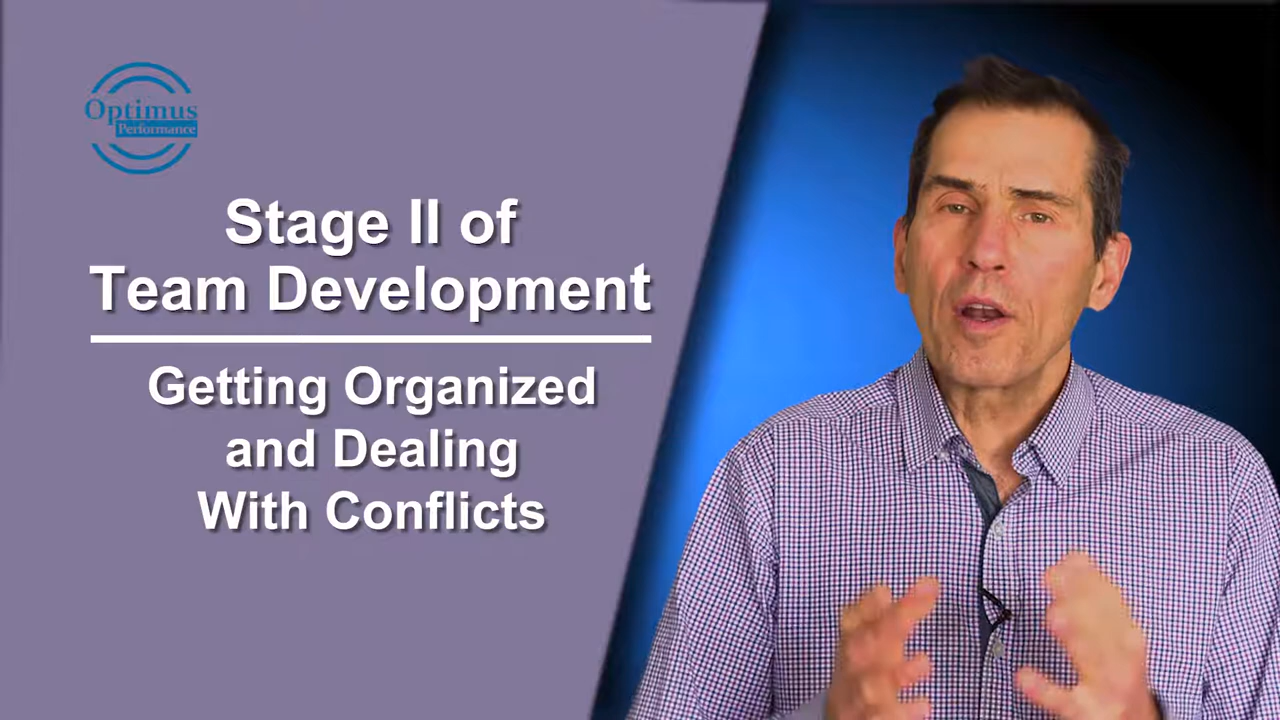 Optimus
Performance
Stage II of
Team Development
Getting Organized
and Dealing
With Conflicts